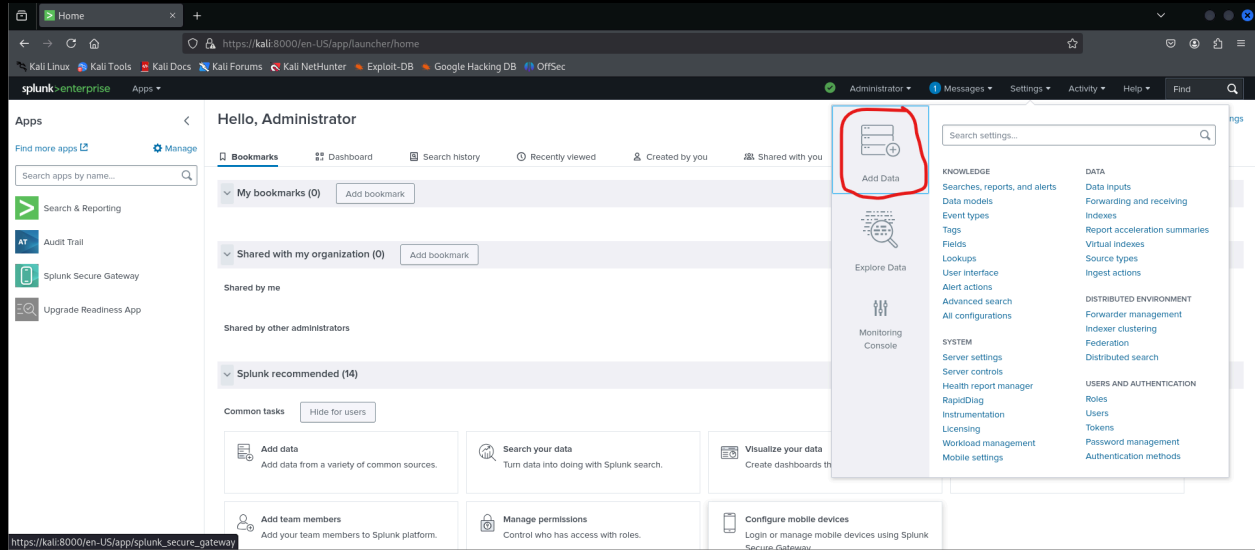 Home
https://kali:8000/en-US/app/launcher/home
Kali Linux Kali Tools Kali Docs Kali Forums Kali NetHunter Exploit-DB Google Hacking DB OffSec
splunk>enterprise Apps Administrator 1 Messages Settings Activity Help Find
Apps
Find more apps Manage
Search apps by name...
Search & Reporting
AT Audit Trail
Splunk Secure Gateway
Upgrade Readiness App
Hello, Administrator
Bookmarks Dashboard Search history Recently viewed Created by you Shared with you
My bookmarks (0) Add bookmark
Shared with my organization (0) Add bookmark
Shared by me
Shared by other administrators
Splunk recommended (14)
Common tasks Hide for users
Add data
Add data from a variety of common sources.
Search your data
Turn data into doing with Splunk search.
Visualize your data
Create dashboards th
Add team members
Add your team members to Splunk platform.
Manage permissions
Control who has access with roles.
Configure mobile devices
Login or manage mobile devices using Splunk
Secure Gateway
Add Data
Explore Data
Monitoring
Console
Search settings...
KNOWLEDGE
Searches, reports, and alerts
Data models
Event types
Tags
Fields
Lookups
User interface
Alert actions
Advanced search
All configurations
SYSTEM
Server settings
Server controls
Health report manager
RapidDiag
Instrumentation
Licensing
Workload management
Mobile settings
DATA
Data inputs
Forwarding and receiving
Indexes
Report acceleration summaries
Virtual indexes
Source types
Ingest actions
DISTRIBUTED ENVIRONMENT
Forwarder management
Indexer clustering
Federation
Distributed search
USERS AND AUTHENTICATION
Roles
Users
Tokens
Password management
Authentication methods
ngs
https://kali:8000/en-US/app/splunk_secure_gateway